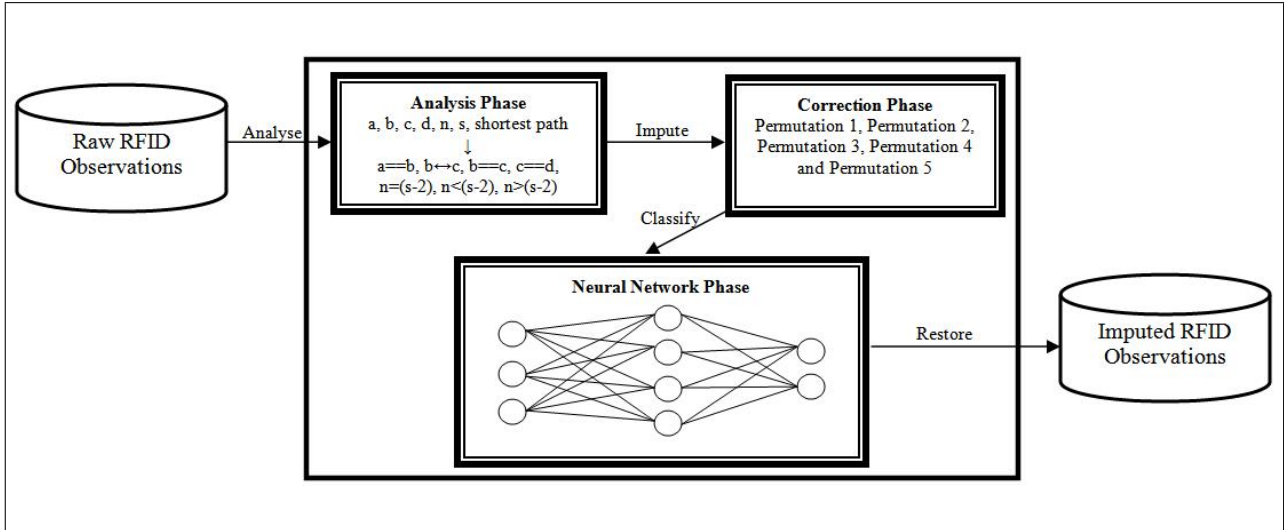 Raw RFID
Observations
Analyse
Analysis Phase
a, b, c, d, n, s, shortest path
↓
a==b, b↔c, b==c, c==d,
n=(s-2), n<(s-2), n>(s-2)
Impute
Correction Phase
Permutation 1, Permutation 2,
Permutation 3, Permutation 4
and Permutation 5
Classify
Neural Network Phase
Restore
Imputed RFID
Observations